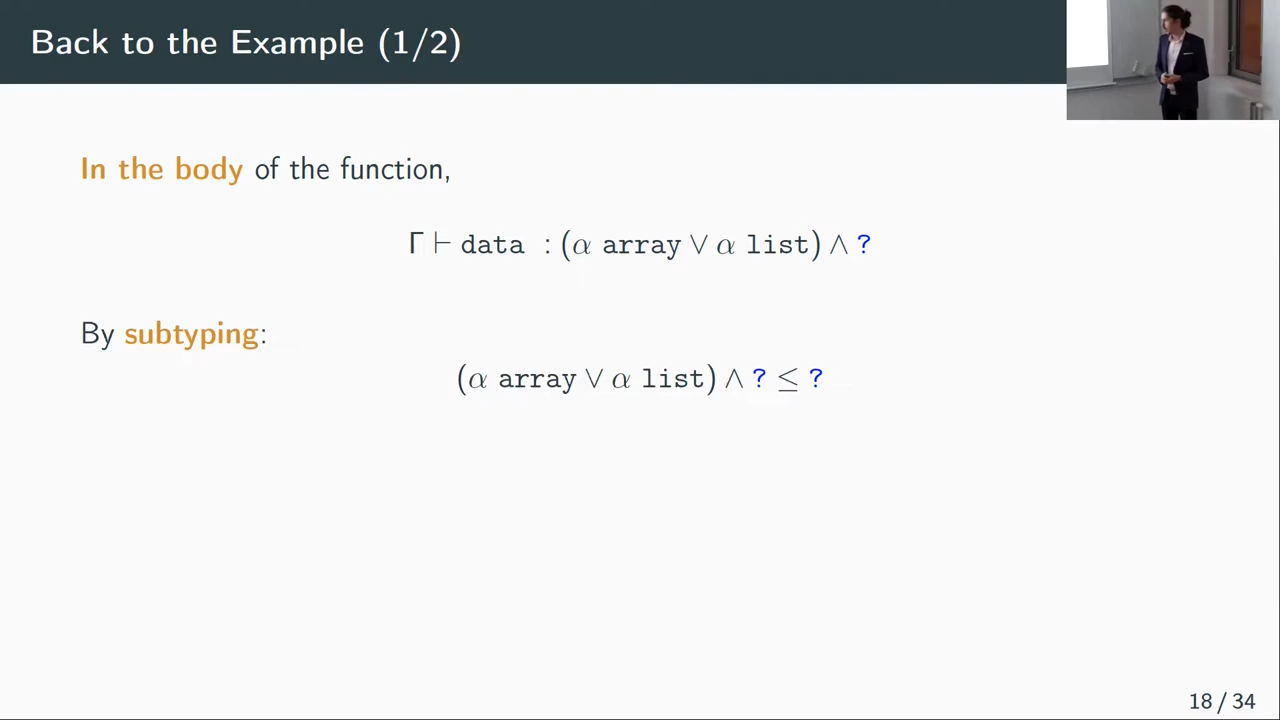 Back to the Example (1/2)
In the body of the function,
Γ ⊢ data : (α array ∨ α list) ∧ ?
By subtyping:
(α array ∨ α list) ∧ ? ≤ ?
18 / 34